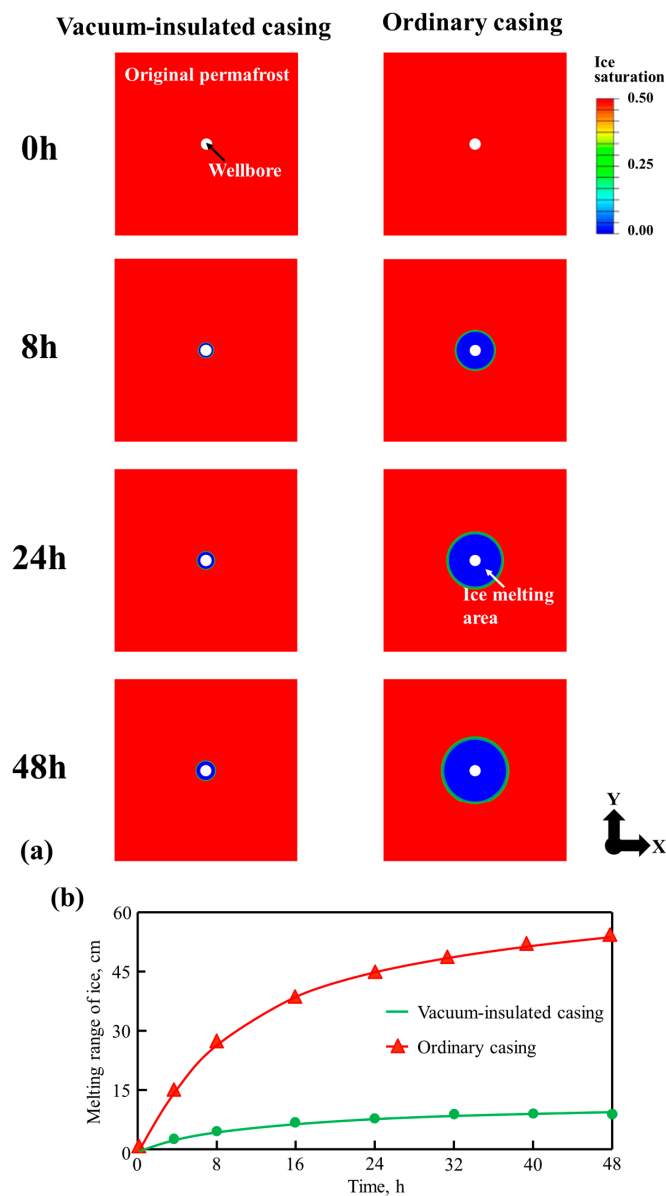 Vacuum-insulated casing
Ordinary casing
Ice
saturation
0.50
0.25
0.00
0h
Original permafrost
Wellbore
8h
24h
Ice melting
area
48h
Y
X
(a)
(b)
Melting range of ice, cm
60
45
30
15
0
Vacuum-insulated casing
Ordinary casing
0
8
16
24
32
40
48
Time, h